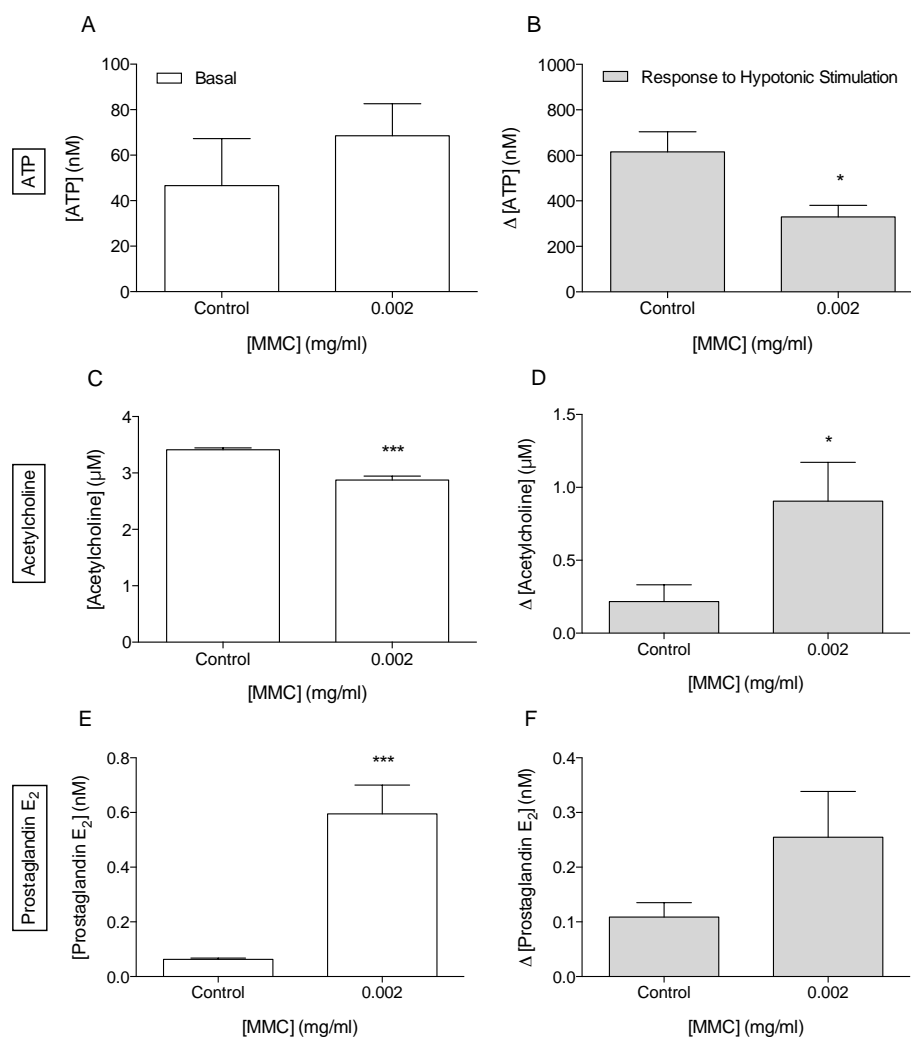 A
[ATP] (nM)
100
80
60
40
20
0
Basal
Control
0.002
[MMC] (mg/ml)
ATP
B
Δ [ATP] (nM)
1000
800
600
400
200
0
Response to Hypotonic Stimulation
*
Control
0.002
[MMC] (mg/ml)
C
[Acetylcholine] (µM)
4
3
2
1
0
***
Control
0.002
[MMC] (mg/ml)
Acetylcholine
D
Δ [Acetylcholine] (µM)
1.5
1.0
0.5
0.0
*
Control
0.002
[MMC] (mg/ml)
E
[Prostaglandin E₂] (nM)
0.8
0.6
0.4
0.2
0.0
***
Control
0.002
[MMC] (mg/ml)
Prostaglandin E₂
F
Δ [Prostaglandin E₂] (nM)
0.4
0.3
0.2
0.1
0.0
Control
0.002
[MMC] (mg/ml)